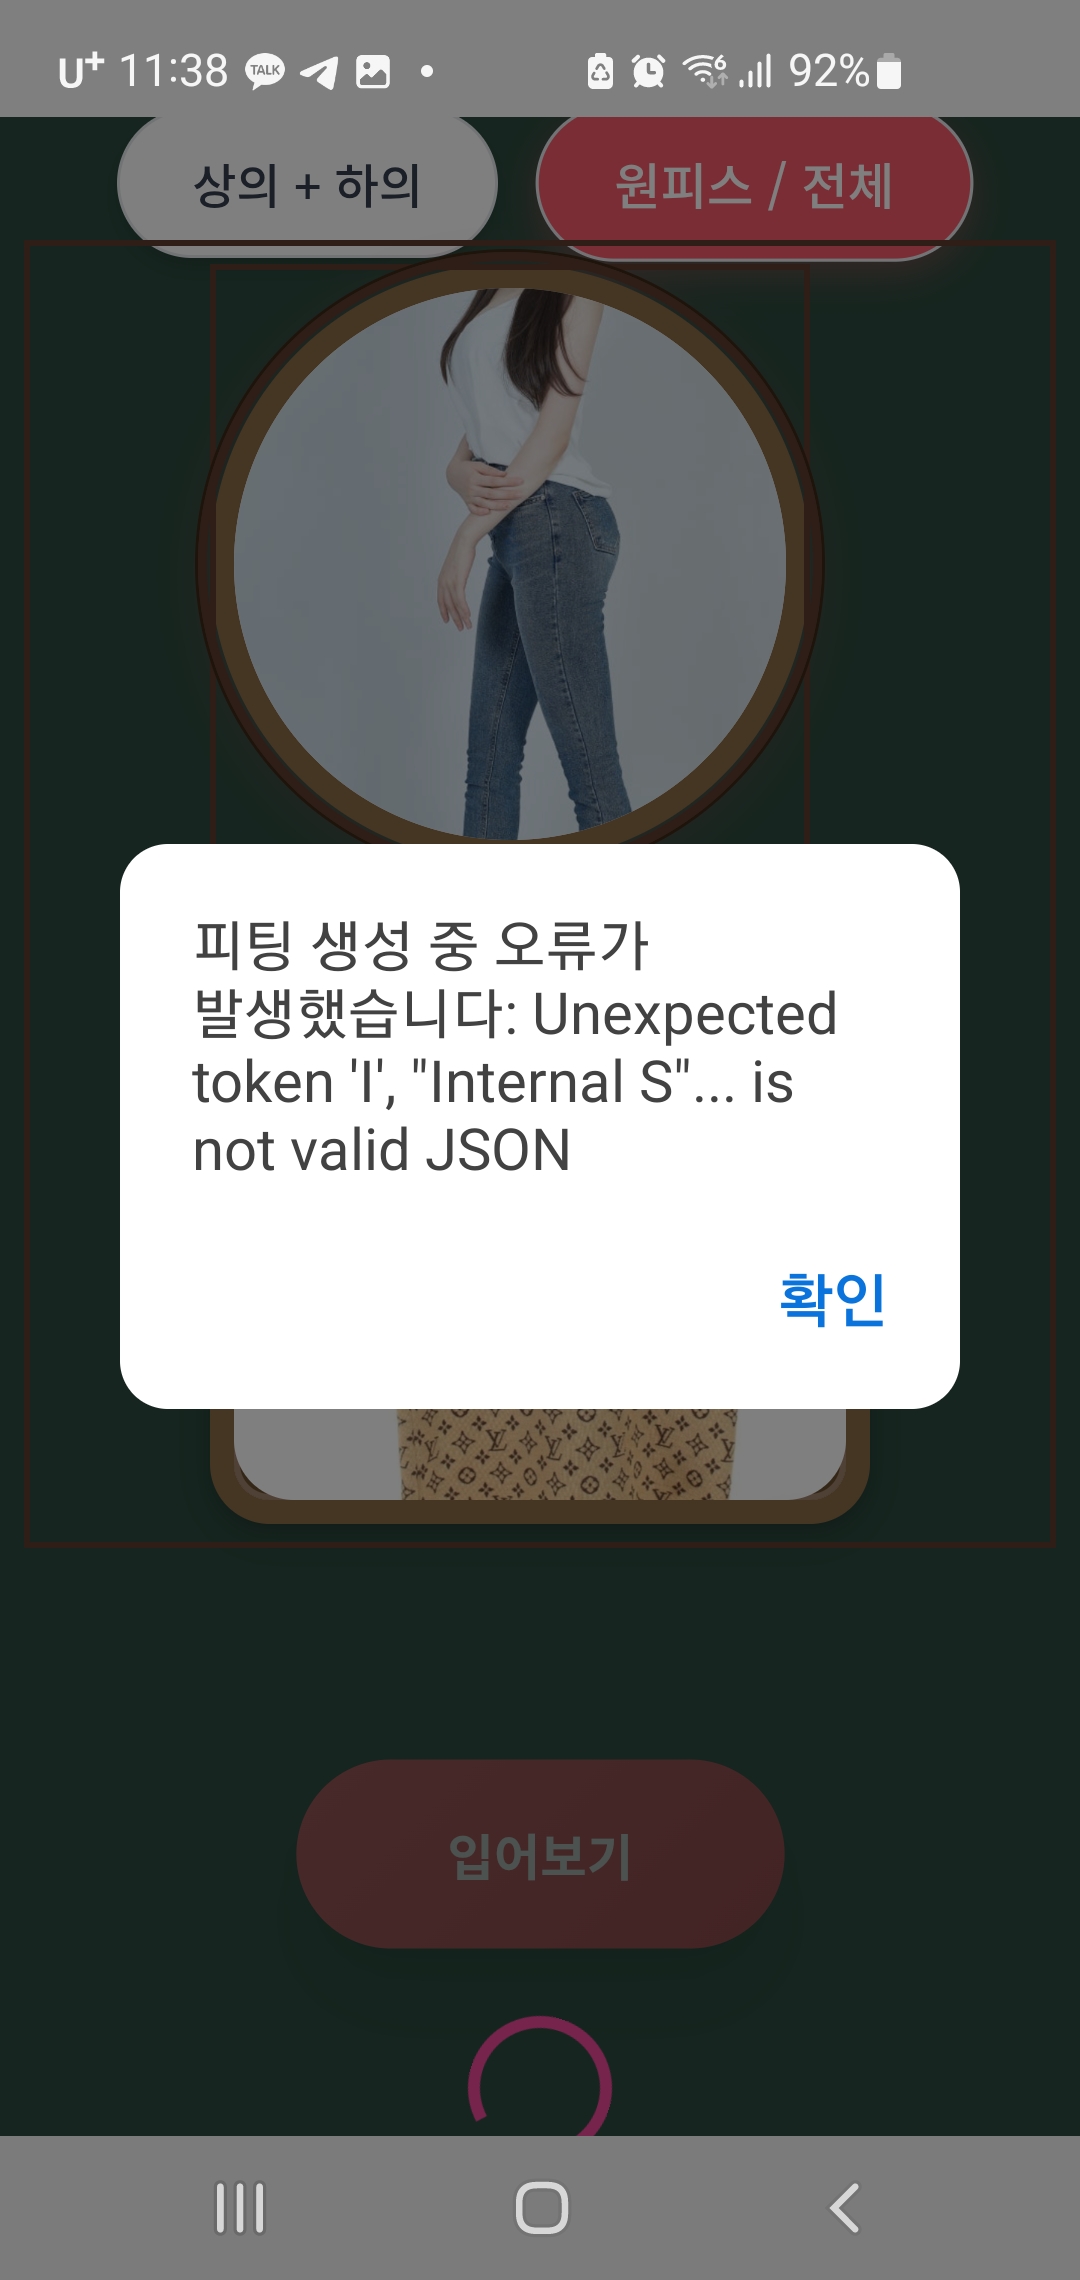 U+ 11:38 TALK 6 92%
상의 + 하의
원피스 / 전체
피팅 생성 중 오류가
발생했습니다: Unexpected
token 'I', "Internal S"... is
not valid JSON
확인
입어보기